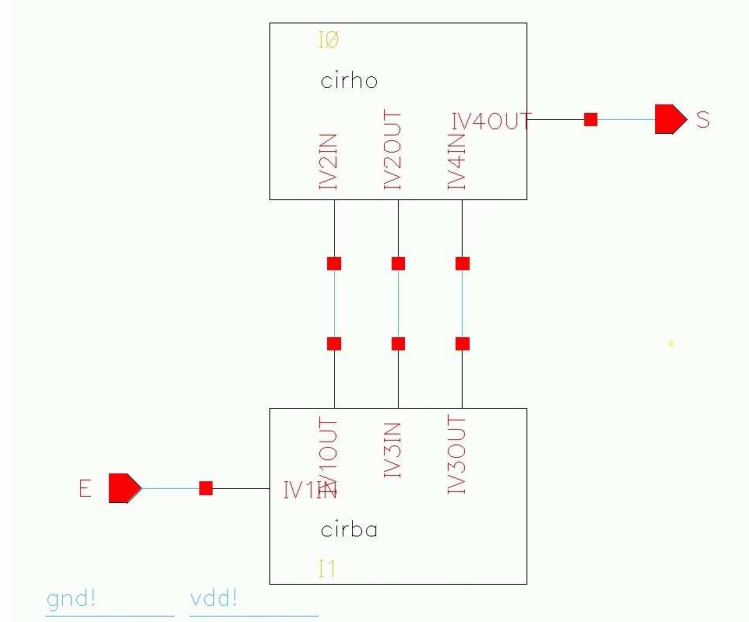 I0
cirho
IV4OUT
S
IV2IN
IV2OUT
IV4IN
IV1OUT
IV3IN
IV3OUT
E
IV1IN
cirba
I1
gnd!
vdd!